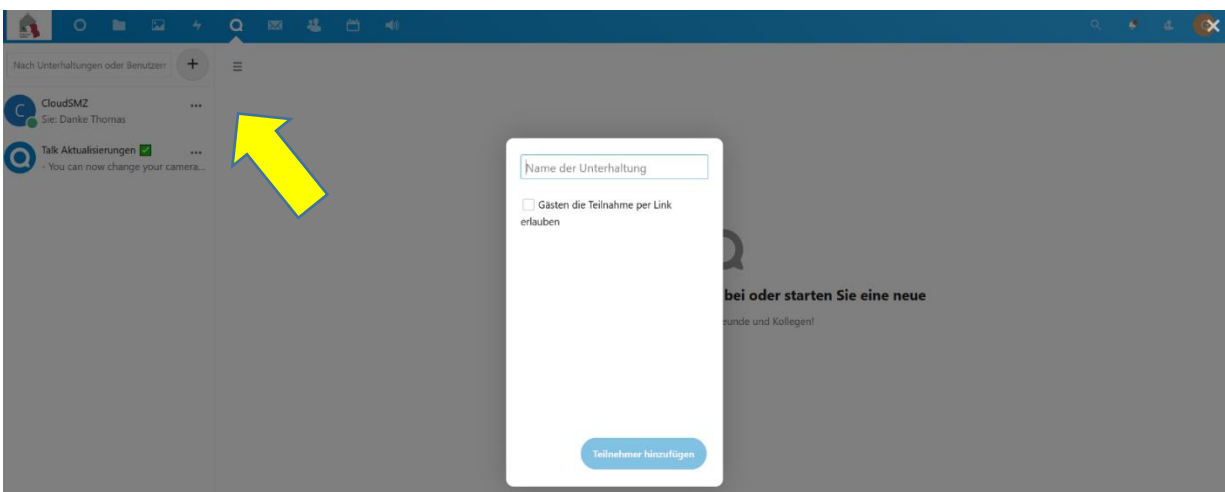 Nach Unterhaltungen oder Benutzerr
CloudSMZ
Sie: Danke Thomas
Talk Aktualisierungen ✅
- You can now change your camera...
Name der Unterhaltung
Gästen die Teilnahme per Link
erlauben
bei oder starten Sie eine neue
eunde und Kollegen!
Teilnehmer hinzufügen